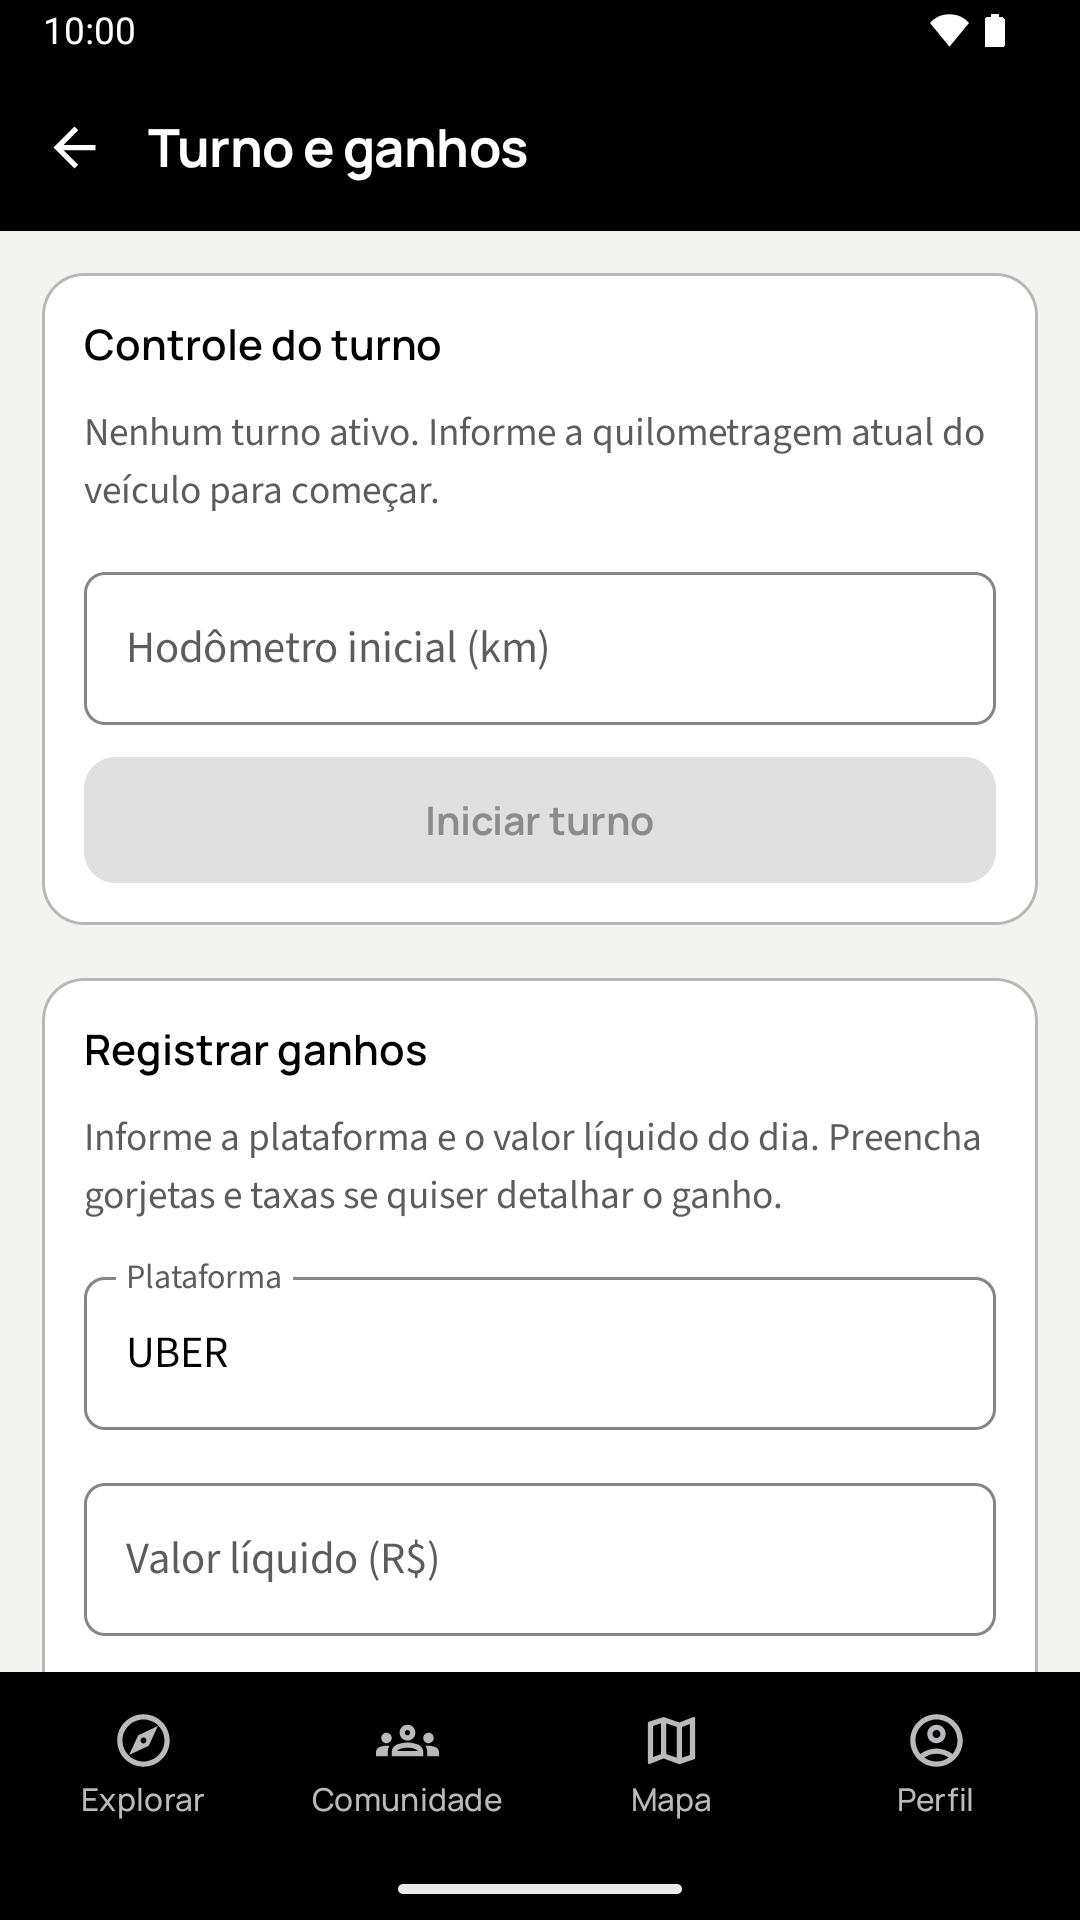 10:00
Turno e ganhos
Controle do turno
Nenhum turno ativo. Informe a quilometragem atual do
veículo para começar.
Hodômetro inicial (km)
Iniciar turno
Registrar ganhos
Informe a plataforma e o valor líquido do dia. Preencha
gorjetas e taxas se quiser detalhar o ganho.
Plataforma
UBER
Valor líquido (R$)
Explorar
Comunidade
Mapa
Perfil